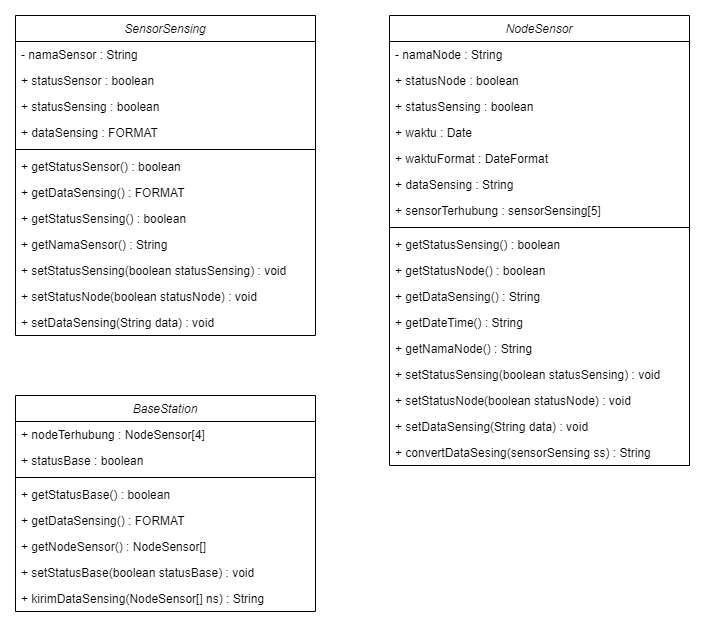 SensorSensing
- namaSensor : String
+ statusSensor : boolean
+ statusSensing : boolean
+ dataSensing : FORMAT
+ getStatusSensor() : boolean
+ getDataSensing() : FORMAT
+ getStatusSensing() : boolean
+ getNamaSensor() : String
+ setStatusSensing(boolean statusSensing) : void
+ setStatusNode(boolean statusNode) : void
+ setDataSensing(String data) : void
NodeSensor
- namaNode : String
+ statusNode : boolean
+ statusSensing : boolean
+ waktu : Date
+ waktuFormat : DateFormat
+ dataSensing : String
+ sensorTerhubung : sensorSensing[5]
+ getStatusSensing() : boolean
+ getStatusNode() : boolean
+ getDataSensing() : String
+ getDateTime() : String
+ getNamaNode() : String
+ setStatusSensing(boolean statusSensing) : void
+ setStatusNode(boolean statusNode) : void
+ setDataSensing(String data) : void
+ convertDataSesing(sensorSensing ss) : String
BaseStation
+ nodeTerhubung : NodeSensor[4]
+ statusBase : boolean
+ getStatusBase() : boolean
+ getDataSensing() : FORMAT
+ getNodeSensor() : NodeSensor[]
+ setStatusBase(boolean statusBase) : void
+ kirimDataSensing(NodeSensor[] ns) : String